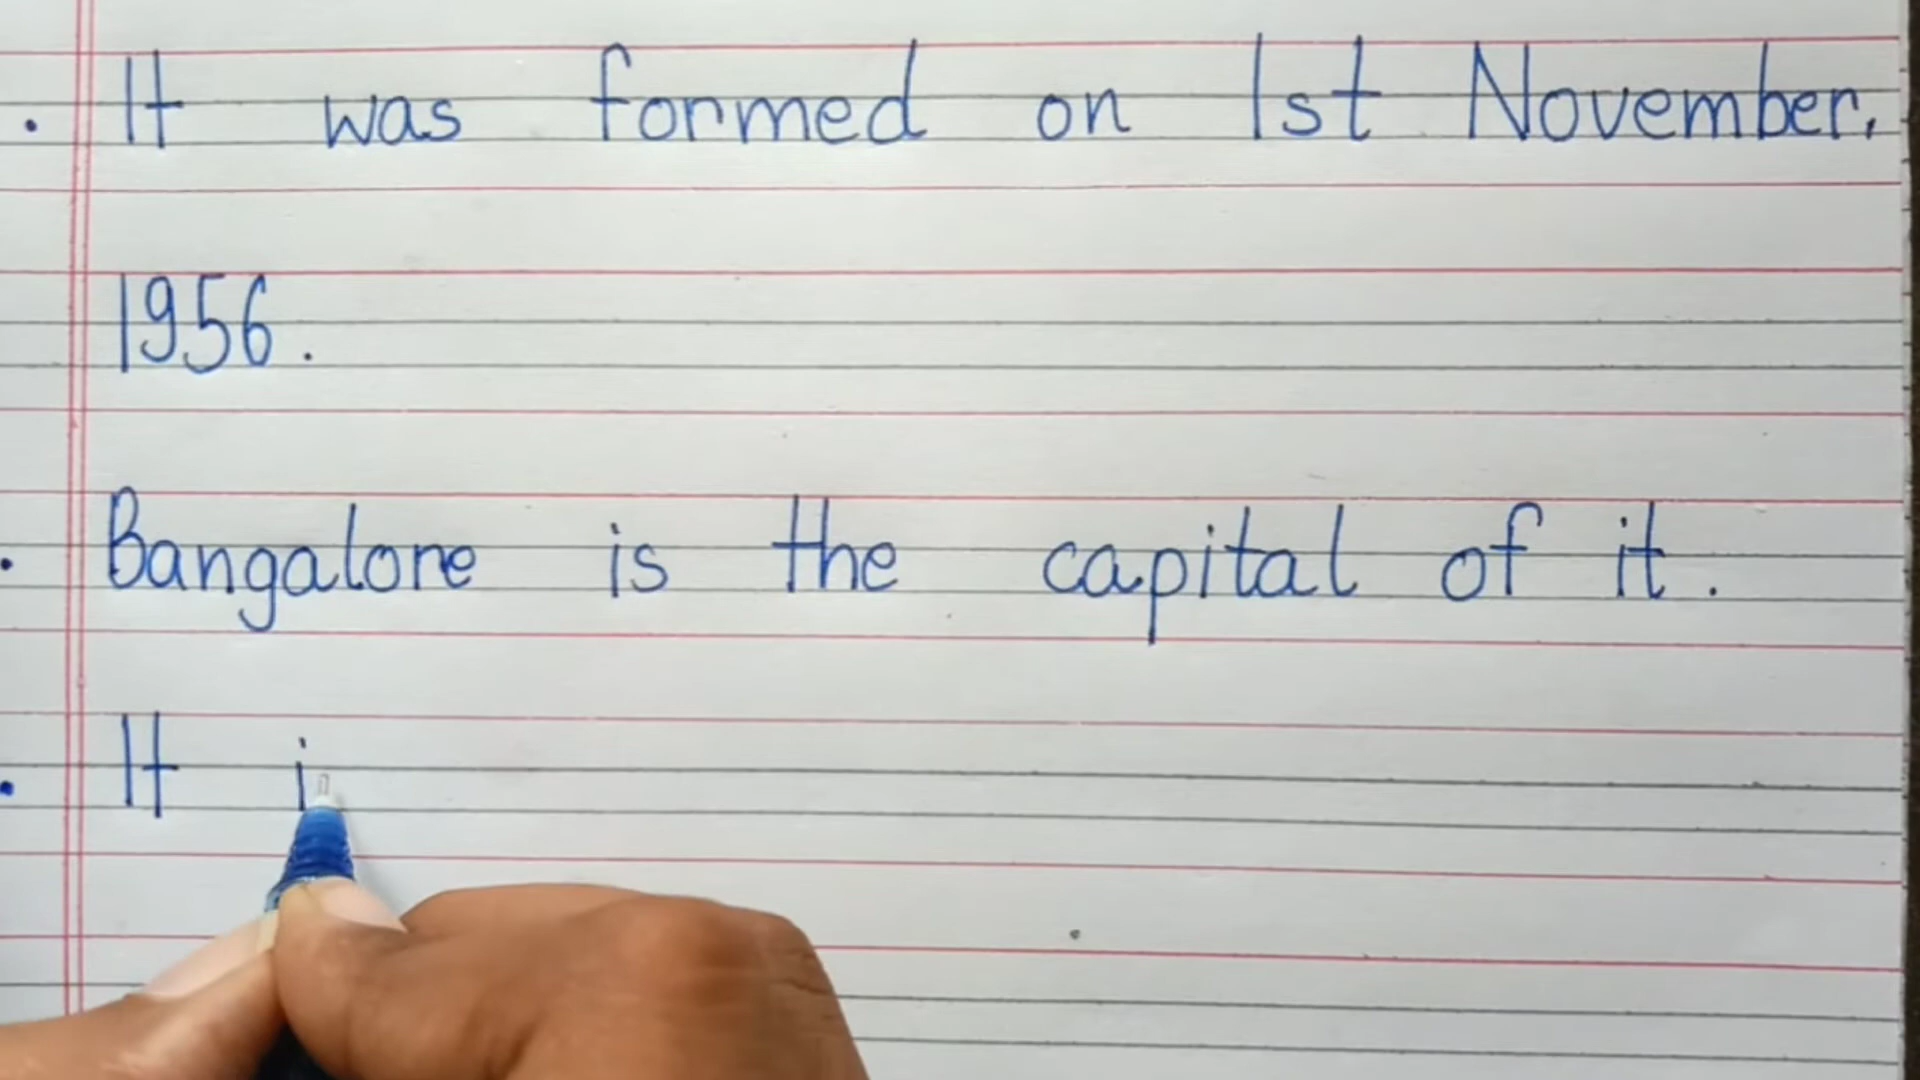 . It was formed on 1st November,
1956.
. Bangalore is the capital of it.
. It i